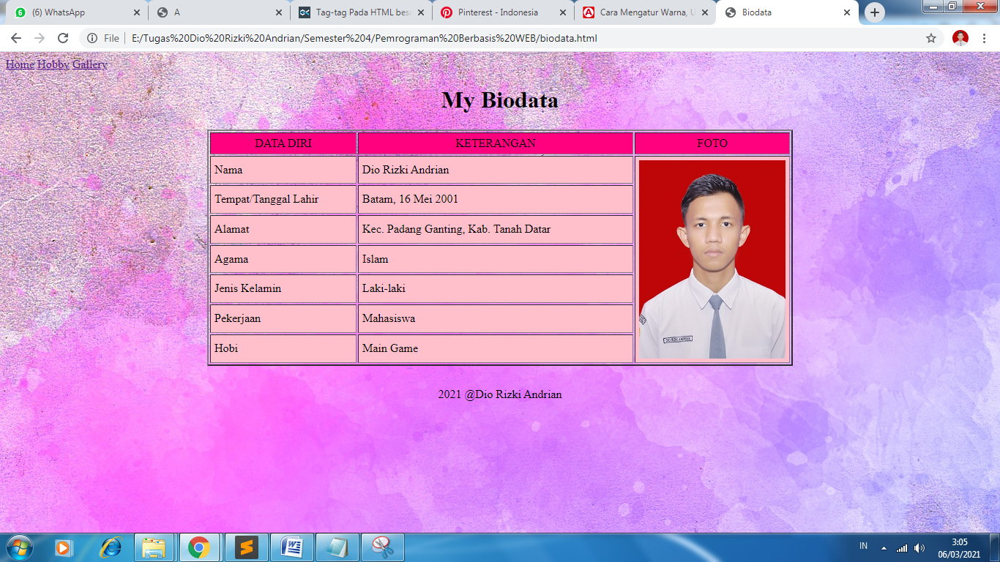 (6) WhatsApp
A
Tag-tag Pada HTML bes
Pinterest - Indonesia
Cara Mengatur Warna, U
Biodata
File
E:/Tugas%20Dio%20Rizki%20Andrian/Semester%204/Pemrograman%20Berbasis%20WEB/biodata.html
Home Hobby Gallery
My Biodata
DATA DIRI KETERANGAN FOTO
Nama Dio Rizki Andrian
Tempat/Tanggal Lahir Batam, 16 Mei 2001
Alamat Kec. Padang Ganting, Kab. Tanah Datar
Agama Islam
Jenis Kelamin Laki-laki
Pekerjaan Mahasiswa
DIO RIZKI ANDRIAN
Hobi Main Game
2021 @Dio Rizki Andrian
IN
3:05
06/03/2021